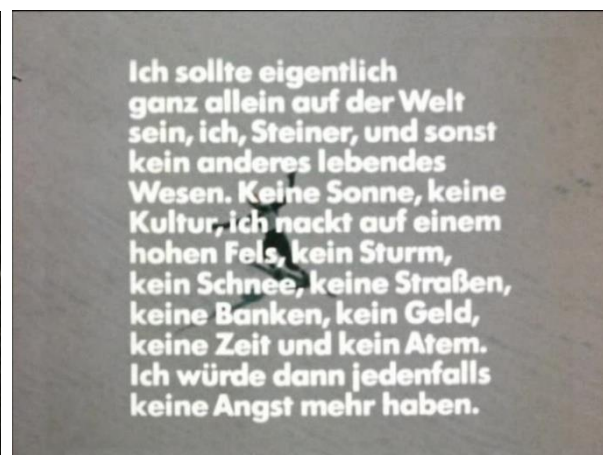 Ich sollte eigentlich
ganz allein auf der Welt
sein, ich, Steiner, und sonst
kein anderes lebendes
Wesen. Keine Sonne, keine
Kultur, ich nackt auf einem
hohen Fels, kein Sturm,
kein Schnee, keine Straßen,
keine Banken, kein Geld,
keine Zeit und kein Atem.
Ich würde dann jedenfalls
keine Angst mehr haben.